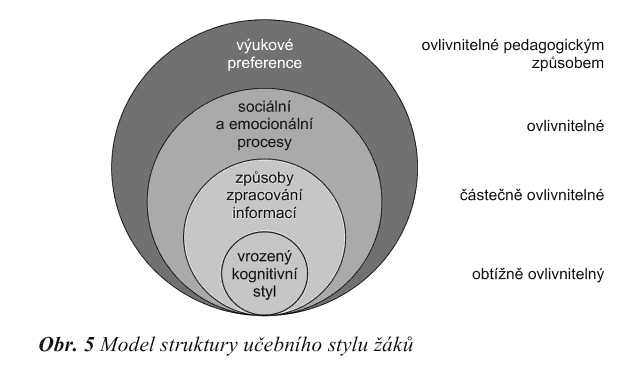 výukové
preference
ovlivnitelné pedagogickým
způsobem
sociální
a emocionální
procesy
ovlivnitelné
způsoby
zpracování
informací
částečně ovlivnitelné
vrozený
kognitivní
styl
obtížně ovlivnitelný
Obr. 5 Model struktury učebního stylu žáků